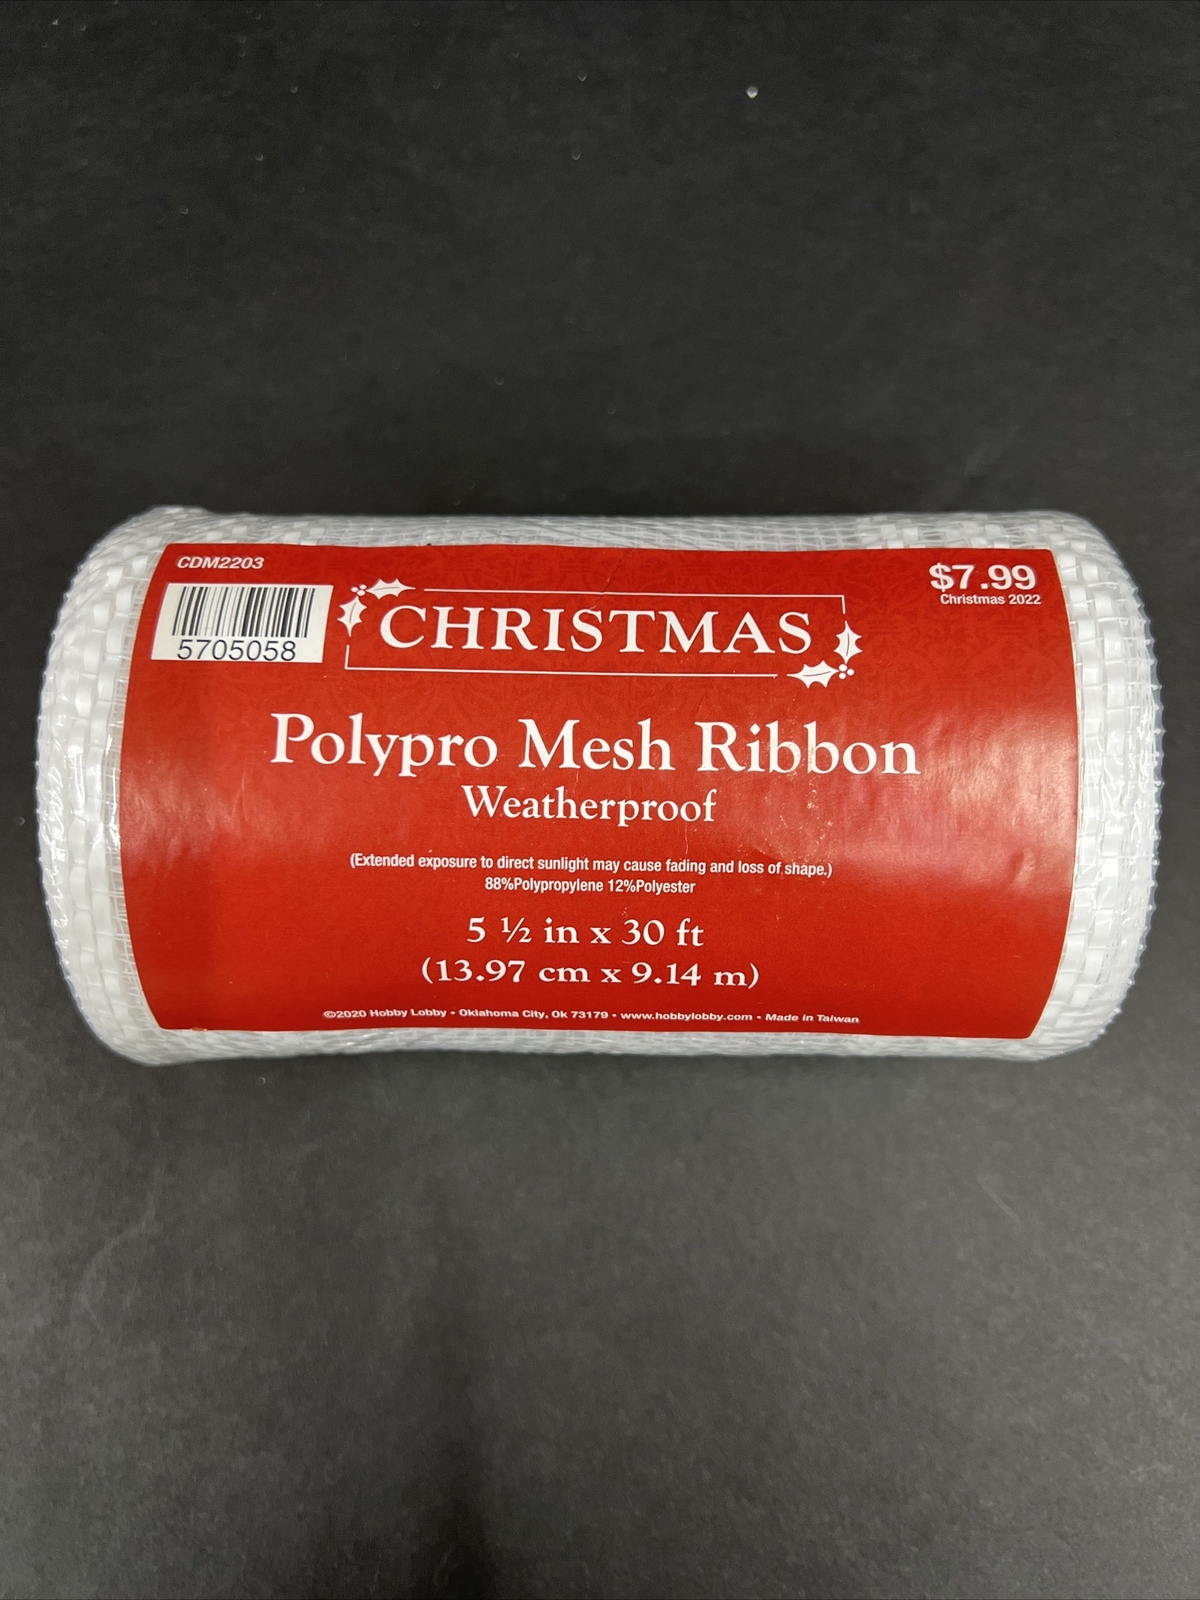 CDM2203
$7.99
Christmas 2022
5705058
CHRISTMAS
Polypro Mesh Ribbon
Weatherproof
(Extended exposure to direct sunlight may cause fading and loss of shape.)
88%Polypropylene 12%Polyester
5 ½ in x 30 ft
(13.97 cm x 9.14 m)
©2020 Hobby Lobby • Oklahoma City, Ok 73179 • www.hobbylobby.com • Made in Taiwan